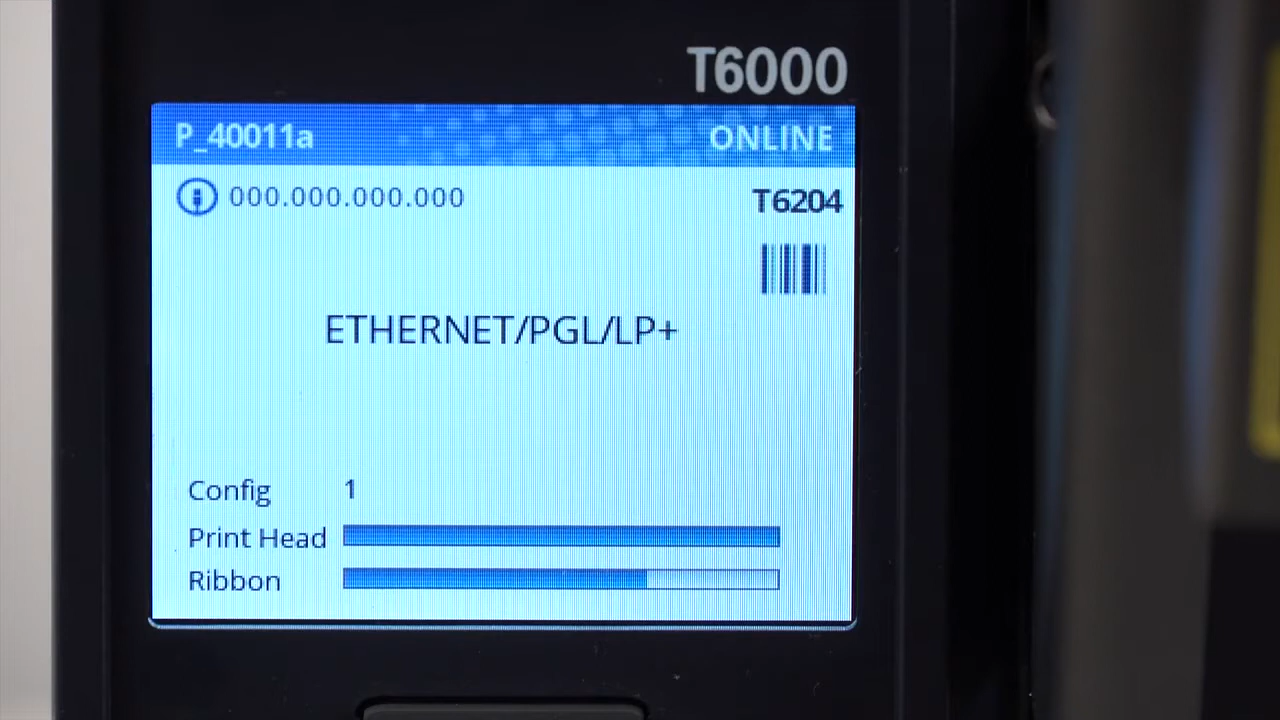 T6000
P_40011a ONLINE
000.000.000.000 T6204
ETHERNET/PGL/LP+
Config 1
Print Head
Ribbon